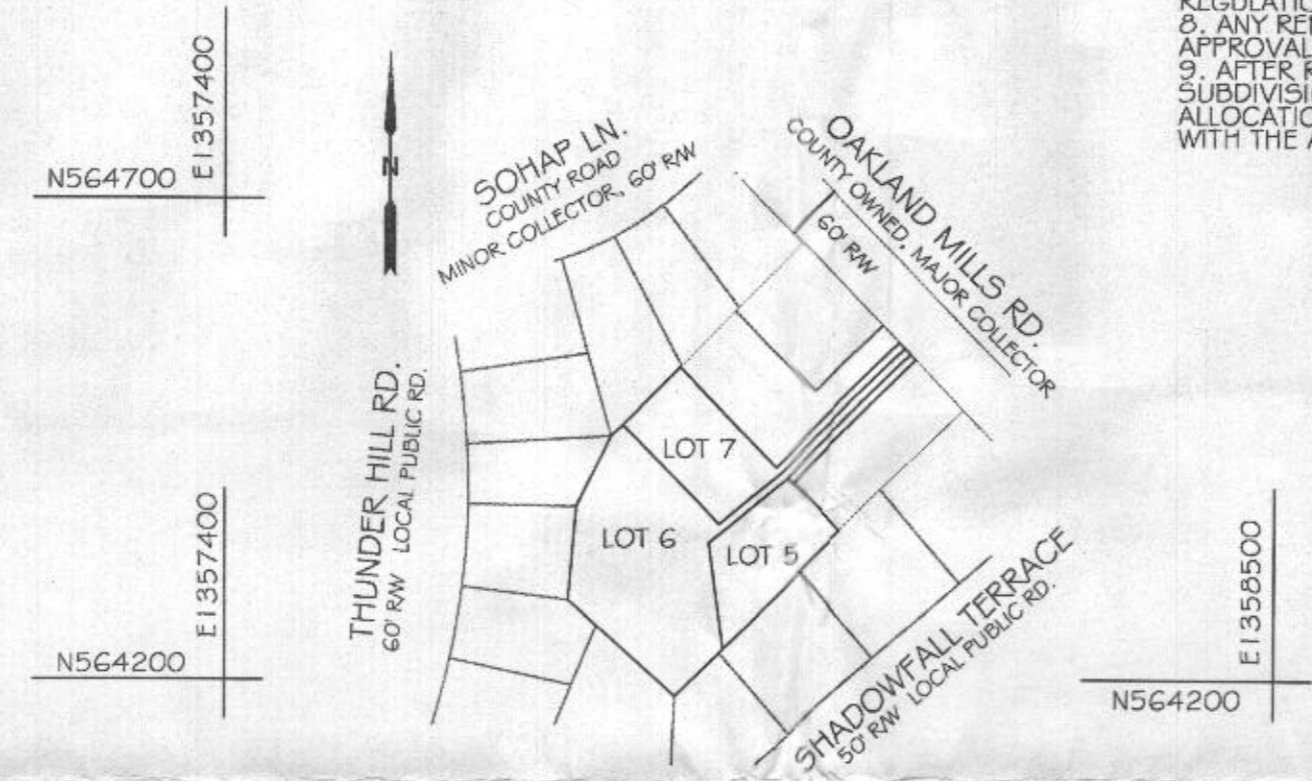 REGULATION
8. ANY RE
APPROVAL
9. AFTER R
SUBDIVISI
ALLOCATIO
WITH THE A
E1357400
N564700
N
SOHAP LN.
COUNTY ROAD
MINOR COLLECTOR, 60' R/W
OAKLAND MILLS RD.
COUNTY OWNED, MAJOR COLLECTOR
60' R/W
THUNDER HILL RD.
60' R/W LOCAL PUBLIC RD.
LOT 7
LOT 6
LOT 5
E1357400
N564200
SHADOWFALL TERRACE
50' R/W LOCAL PUBLIC RD.
E1358500
N564200